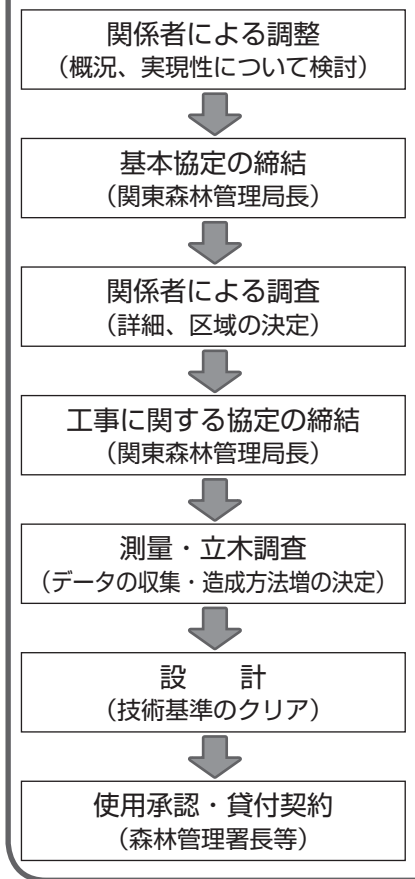 関係者による調整
（概況、実現性について検討）
基本協定の締結
（関東森林管理局長）
関係者による調査
（詳細、区域の決定）
工事に関する協定の締結
（関東森林管理局長）
測量・立木調査
（データの収集・造成方法増の決定）
設　　計
（技術基準のクリア）
使用承認・貸付契約
（森林管理署長等）